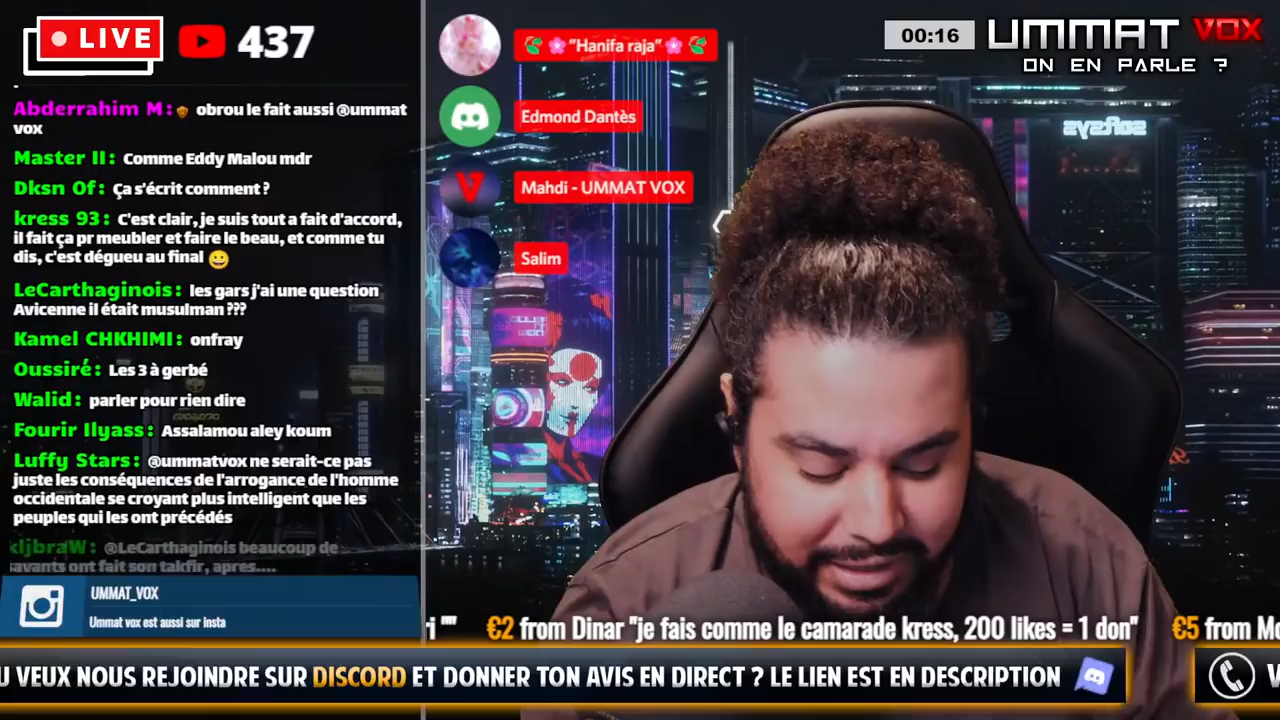 LIVE
437
Abderrahim M: obrou le fait aussi @ummat
vox
Master II: Comme Eddy Malou mdr
Dksn Of: Ça s'écrit comment ?
kress 93: C'est clair, je suis tout a fait d'accord,
il fait ça pr meubler et faire le beau, et comme tu
dis, c'est dégueu au final 😀
LeCarthaginois: les gars j'ai une question
Avicenne il était musulman ???
Kamel CHKHIMI: onfray
Oussiré: Les 3 à gerbé
Walid: parler pour rien dire
Fourir Ilyass: Assalamou aley koum
Luffy Stars: @ummatvox ne serait-ce pas
juste les conséquences de l'arrogance de l'homme
occidentale se croyant plus intelligent que les
peuples qui les ont précédés
kljbraW: @LeCarthaginois beaucoup de
savants ont fait son takfir, apres....
UMMAT_VOX
Ummat vox est aussi sur Insta
🌸"Hanifa raja"🌸
Edmond Dantès
Mahdi - UMMAT VOX
Salim
00:16
UMMAT VOX
ON EN PARLE ?
sofsys
ri "" €2 from Dinar "je fais comme le camarade kress, 200 likes = 1 don" €5 from Mo
U VEUX NOUS REJOINDRE SUR DISCORD ET DONNER TON AVIS EN DIRECT ? LE LIEN EST EN DESCRIPTION
V